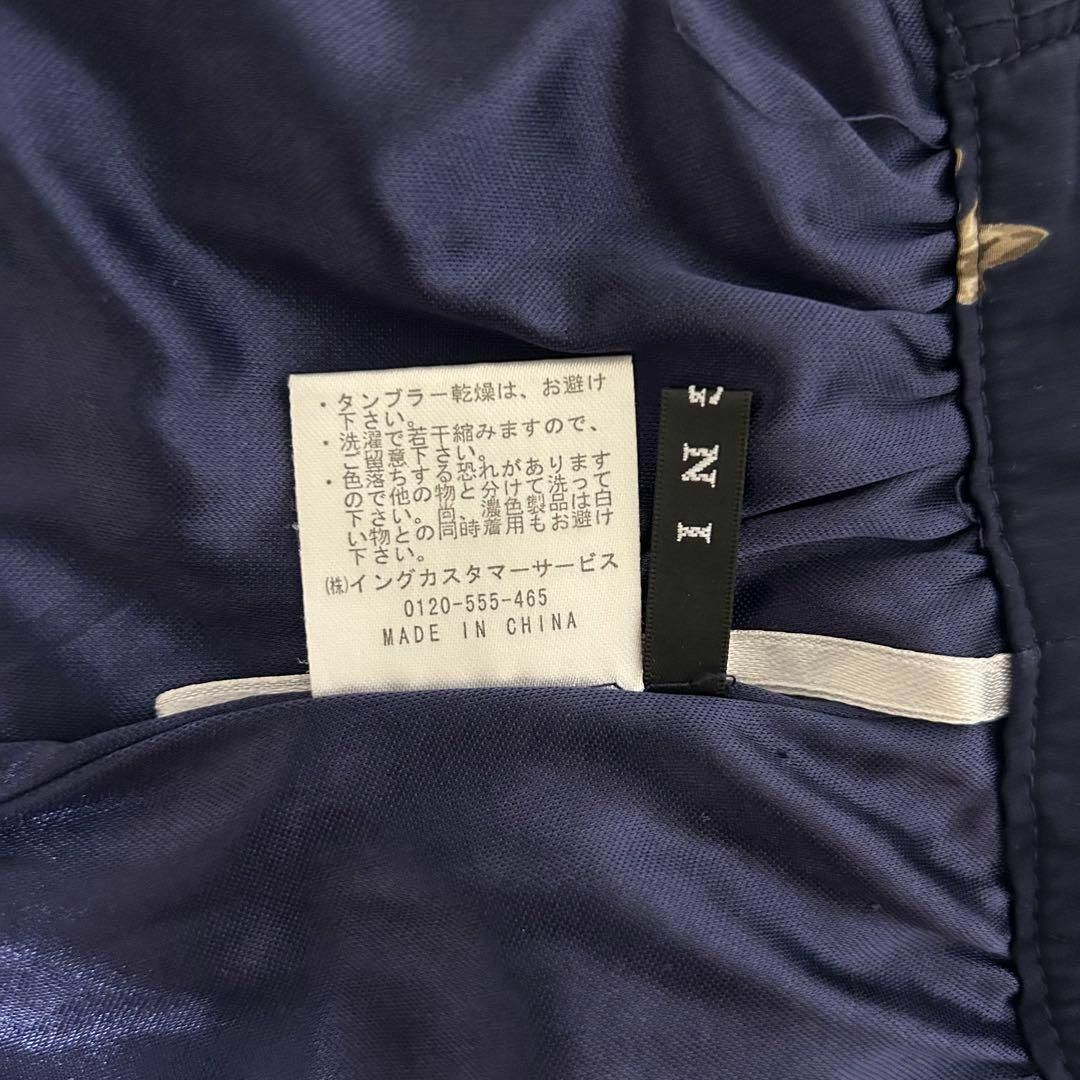 ・タンブラー乾燥は、お避け
下さい。
・洗濯で若干縮みますので、
ご留意下さい。
・色落ちする恐れがあります
ので他の物と分けて洗って
下さい。尚、濃色製品は白
い物との同時着用もお避け
下さい。
㈱イングカスタマーサービス
0120-555-465
MADE IN CHINA
N
I